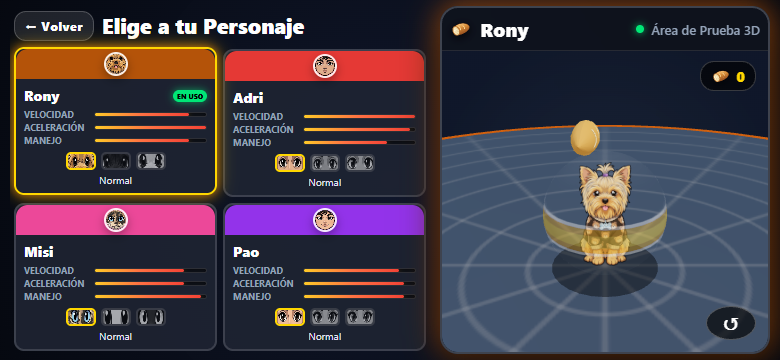 ← Volver
Elige a tu Personaje
Rony
EN USO
VELOCIDAD
ACELERACIÓN
MANEJO
Normal
Adri
VELOCIDAD
ACELERACIÓN
MANEJO
Normal
Misi
VELOCIDAD
ACELERACIÓN
MANEJO
Normal
Pao
VELOCIDAD
ACELERACIÓN
MANEJO
Normal
Rony
Área de Prueba 3D
0